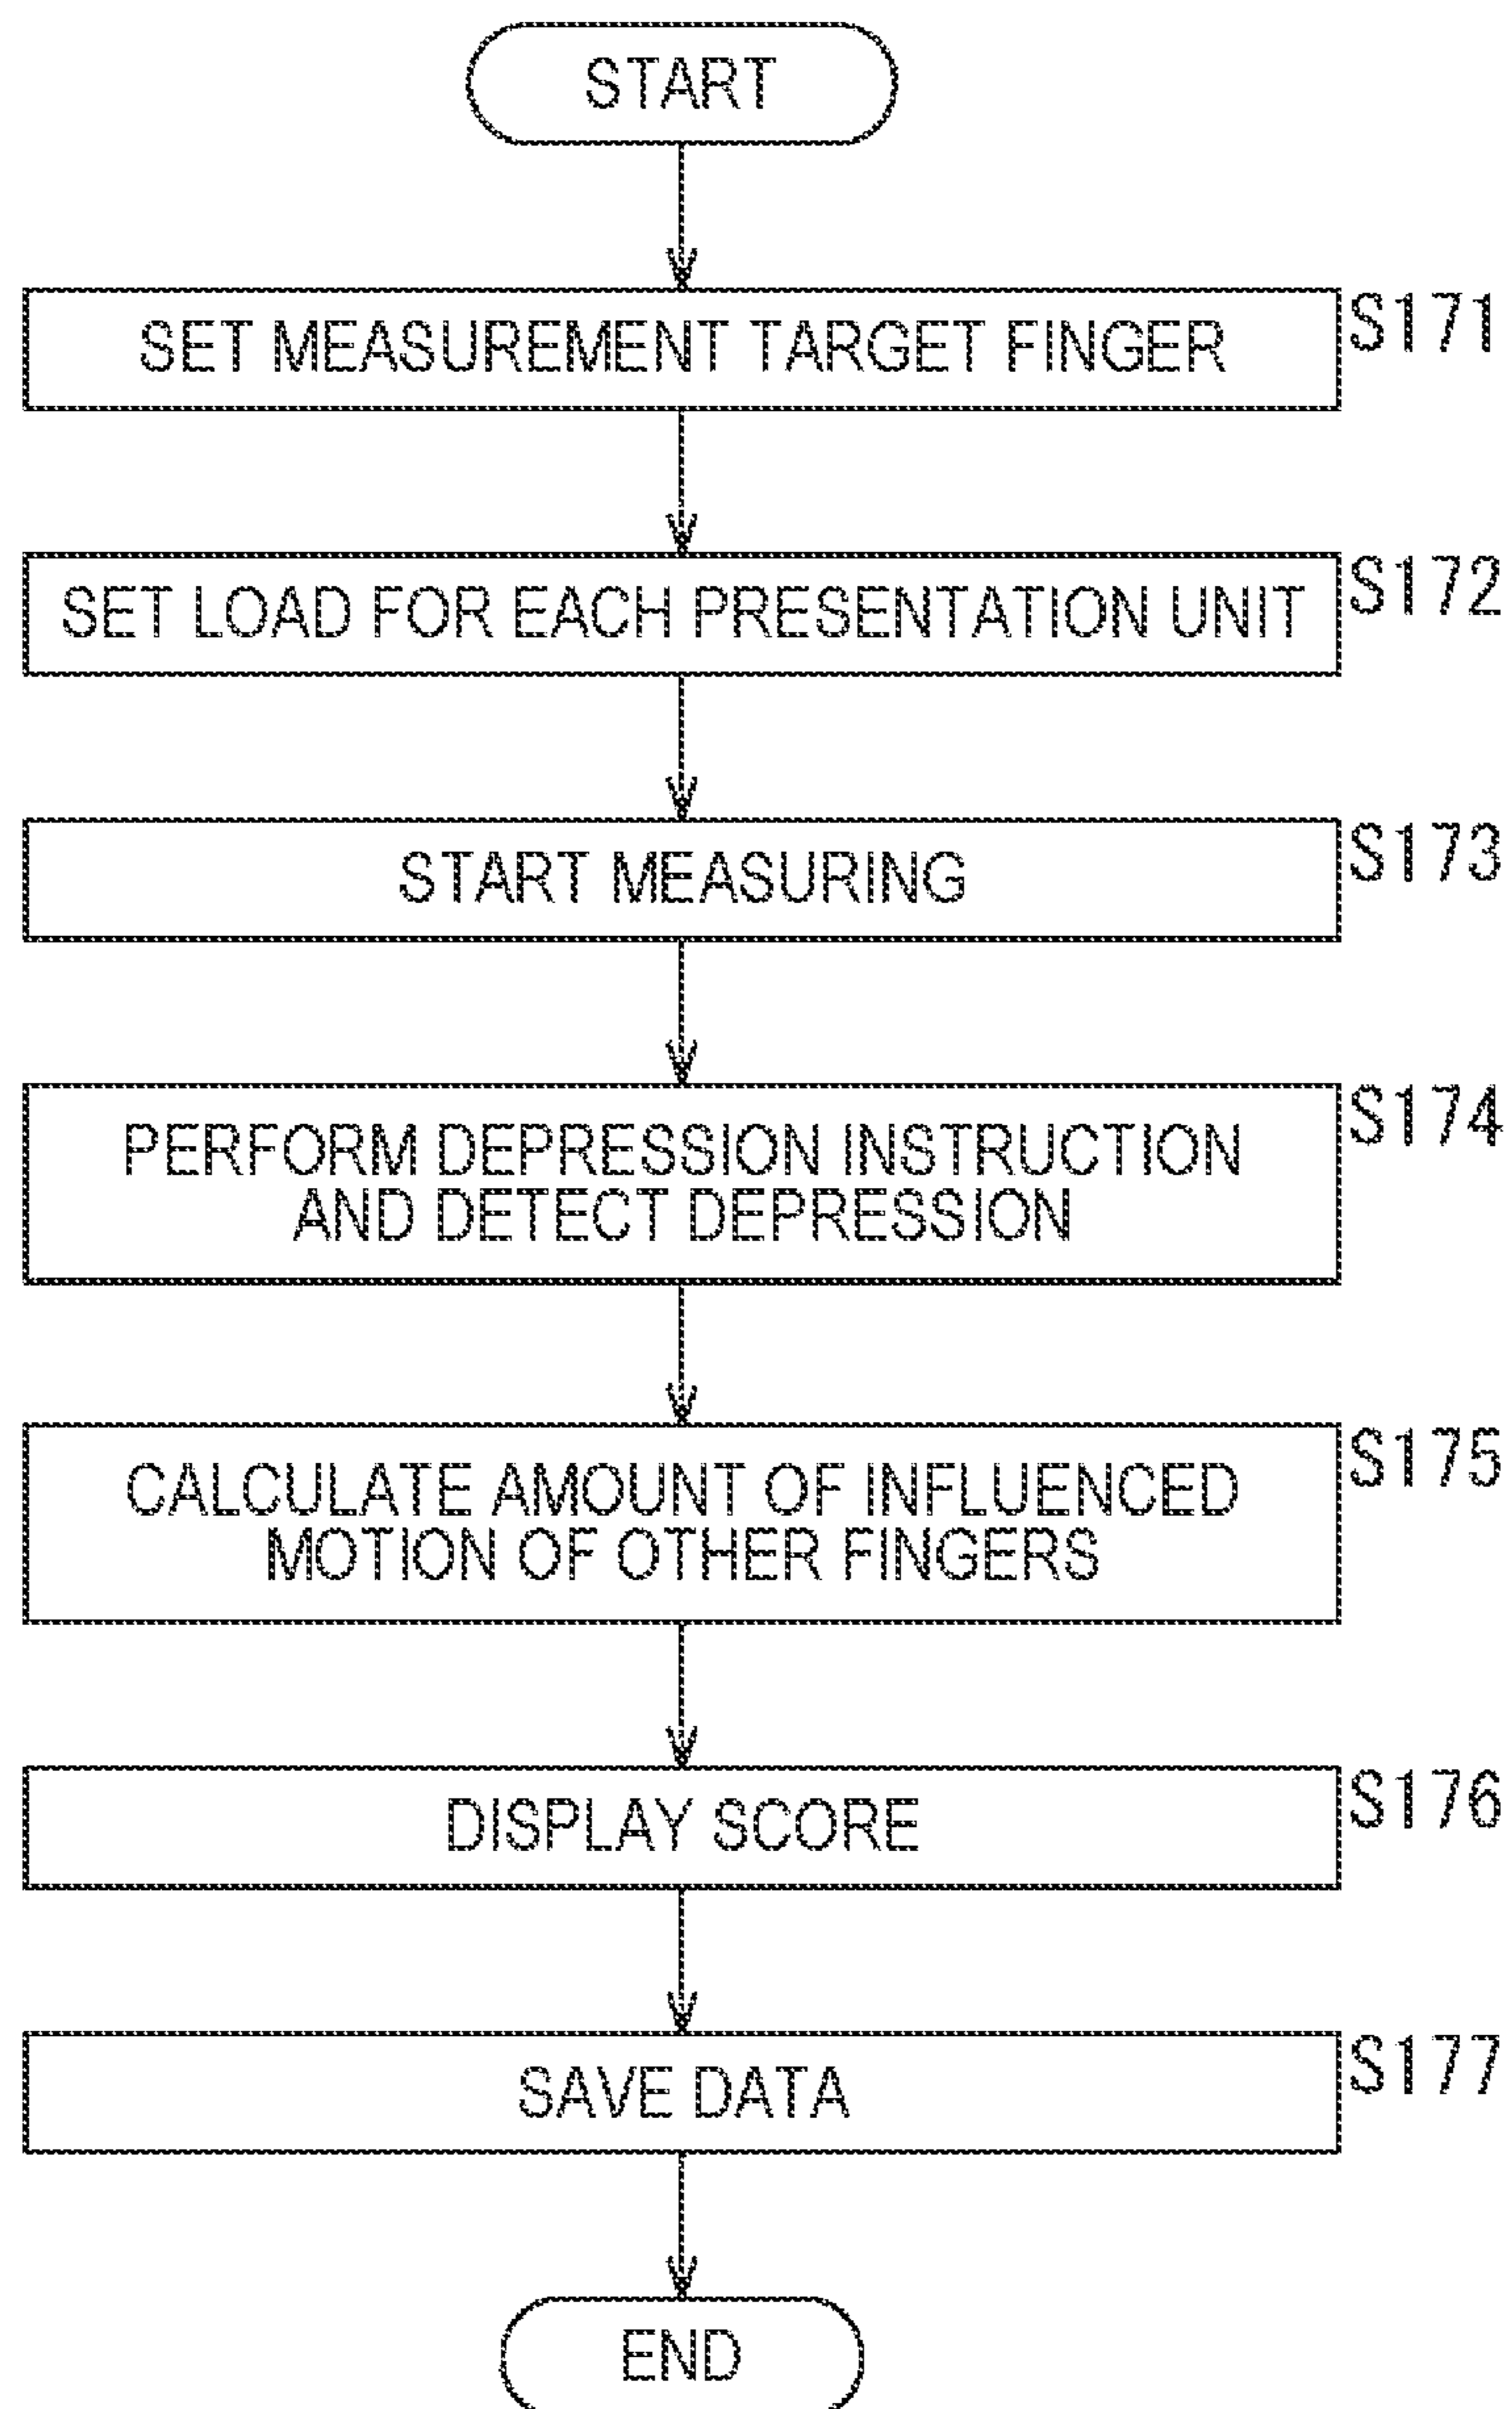 START
SET MEASUREMENT TARGET FINGER
S171
SET LOAD FOR EACH PRESENTATION UNIT
S172
START MEASURING
S173
PERFORM DEPRESSION INSTRUCTION
AND DETECT DEPRESSION
S174
CALCULATE AMOUNT OF INFLUENCED
MOTION OF OTHER FINGERS
S175
DISPLAY SCORE
S176
SAVE DATA
S177
END